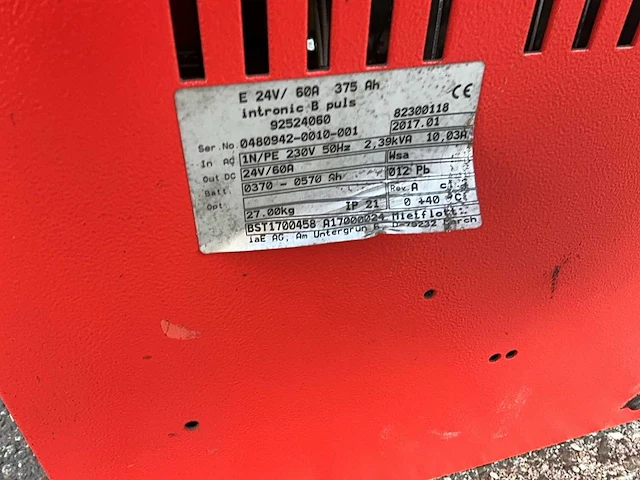 E 24V/ 60A 375 Ah
intronic B puls
92524060 82300118
Ser.No. 0480942-0010-001 2017.01
In AC 1N/PE 230V 50Hz 2,39kVA 10,03A
Out DC 24V/60A Wsa
Batt. 0370 - 0570 Ah 012 Pb
Opt. Rev. A
27.00kg IP 21 0 +40 °C
BST1700458 A17000024 Mietflott.
AG, Am Untergrün
CE